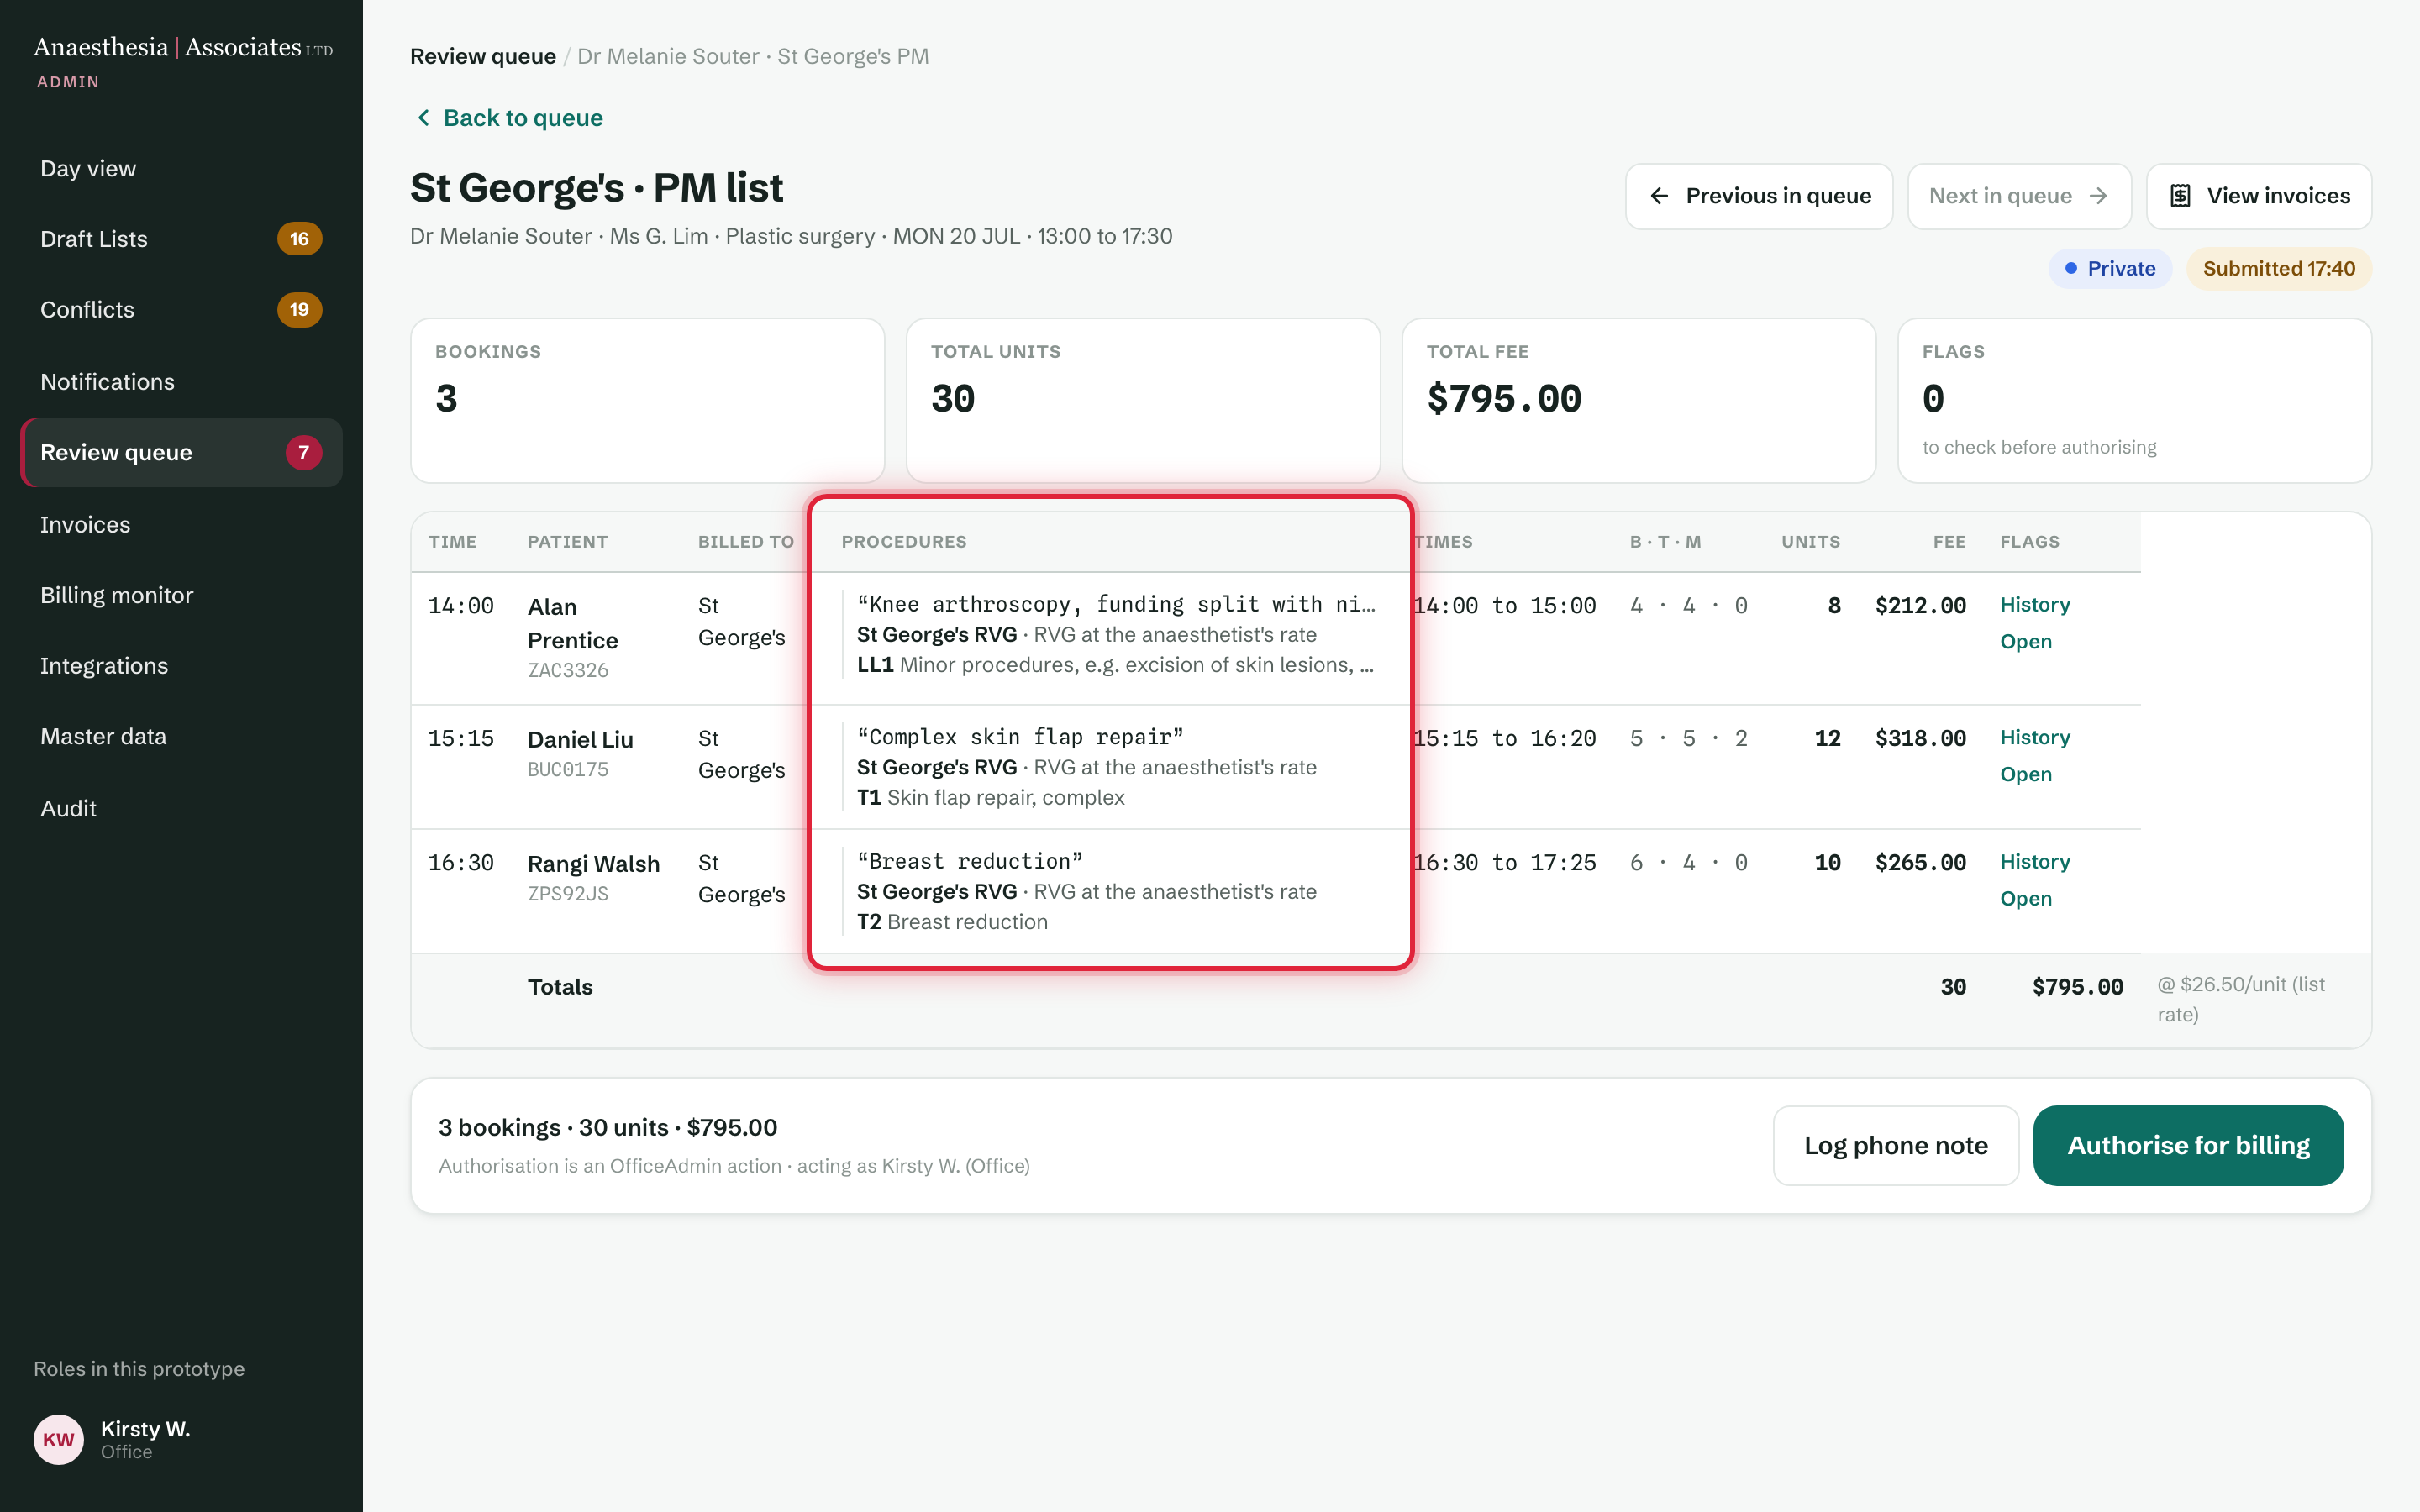 Anaesthesia | Associates LTD
ADMIN
Day view
Draft Lists 16
Conflicts 19
Notifications
Review queue 7
Invoices
Billing monitor
Integrations
Master data
Audit
Roles in this prototype
KW
Kirsty W.
Office
Review queue / Dr Melanie Souter · St George's PM
Back to queue
St George's · PM list
Dr Melanie Souter · Ms G. Lim · Plastic surgery · MON 20 JUL · 13:00 to 17:30
Previous in queue
Next in queue
View invoices
Private
Submitted 17:40
BOOKINGS
3
TOTAL UNITS
30
TOTAL FEE
$795.00
FLAGS
0
to check before authorising
TIME PATIENT BILLED TO PROCEDURES TIMES B · T · M UNITS FEE FLAGS
14:00
Alan
Prentice
ZAC3326
St
George's
“Knee arthroscopy, funding split with ni…
St George's RVG · RVG at the anaesthetist's rate
LL1 Minor procedures, e.g. excision of skin lesions, …
14:00 to 15:00
4 · 4 · 0
8
$212.00
History
Open
15:15
Daniel Liu
BUC0175
St
George's
“Complex skin flap repair”
St George's RVG · RVG at the anaesthetist's rate
T1 Skin flap repair, complex
15:15 to 16:20
5 · 5 · 2
12
$318.00
History
Open
16:30
Rangi Walsh
ZPS92JS
St
George's
“Breast reduction”
St George's RVG · RVG at the anaesthetist's rate
T2 Breast reduction
16:30 to 17:25
6 · 4 · 0
10
$265.00
History
Open
Totals
30
$795.00
@ $26.50/unit (list
rate)
3 bookings · 30 units · $795.00
Authorisation is an OfficeAdmin action · acting as Kirsty W. (Office)
Log phone note
Authorise for billing